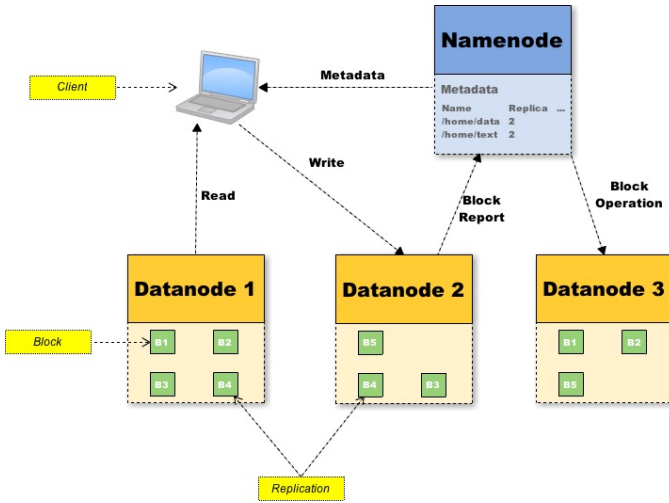 Namenode
Metadata
Client
Metadata
Name Replica ...
/home/data 2
/home/text 2
Write
Read
Block
Report
Block
Operation
Datanode 1
Datanode 2
Datanode 3
Block
B1 B2
B3 B4
B5
B4 B3
B1 B2
B5
Replication